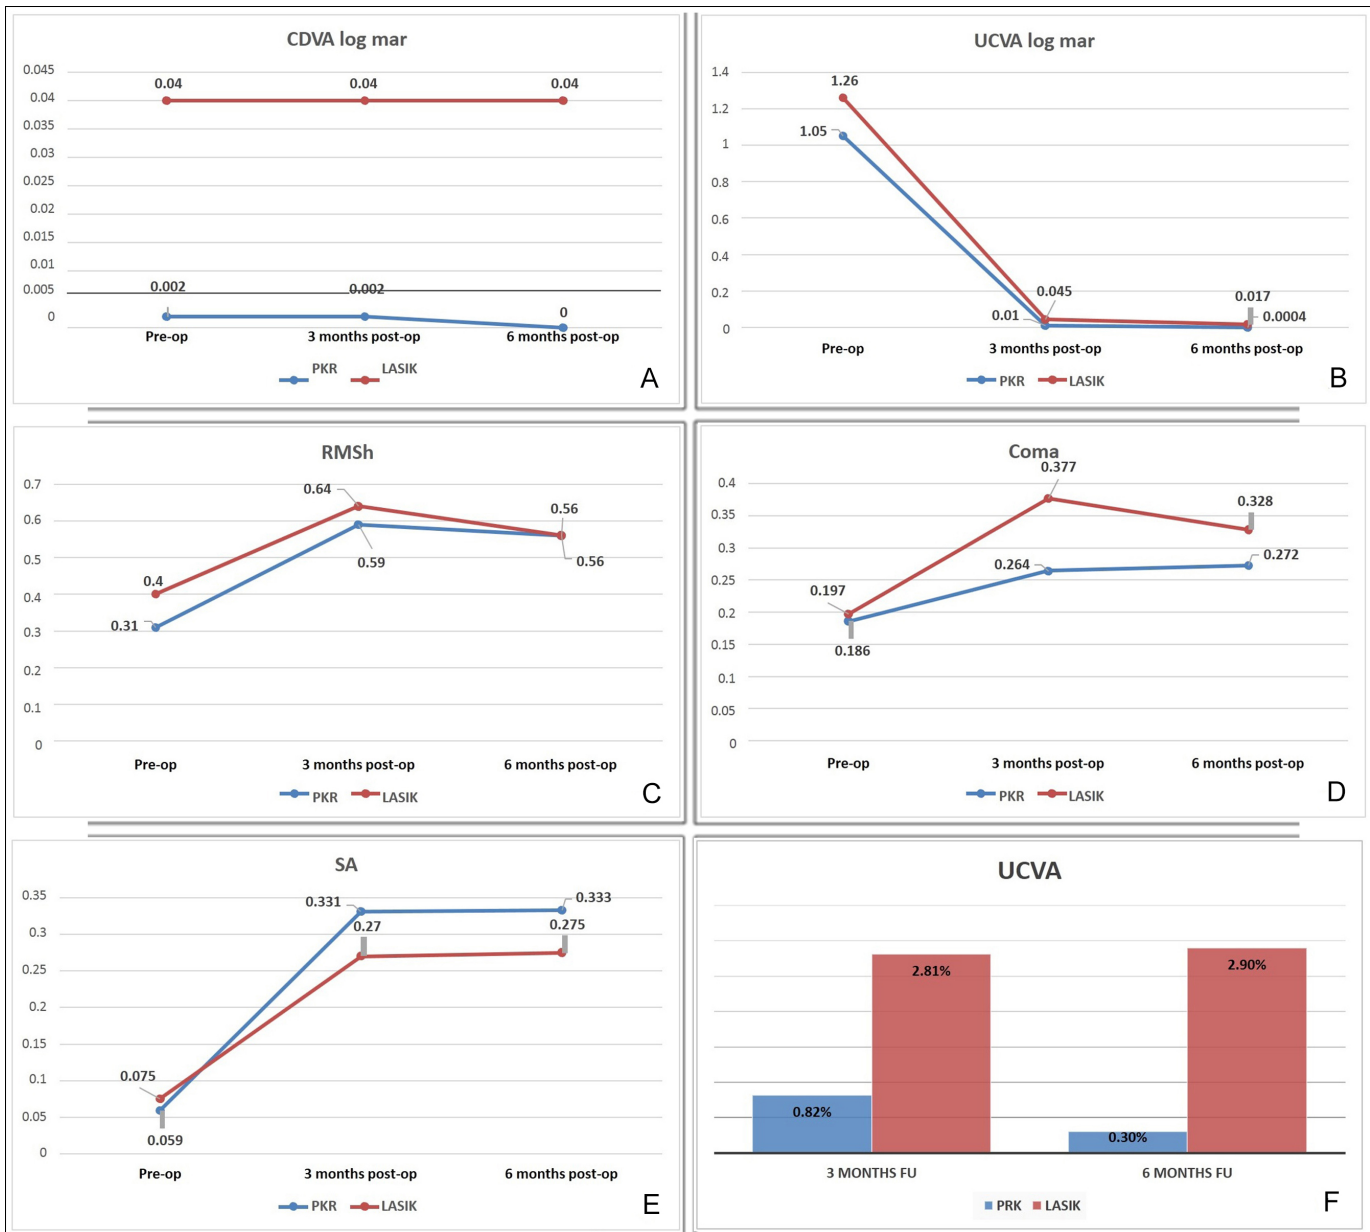 CDVA log mar
0.045
0.04
0.035
0.03
0.025
0.02
0.015
0.01
0.005
0
0.04 0.04 0.04
0.002 0.002 0
Pre-op 3 months post-op 6 months post-op
PKR LASIK
A
UCVA log mar
1.4
1.2
1
0.8
0.6
0.4
0.2
0
1.26
1.05
0.045
0.01
0.017
0.0004
Pre-op 3 months post-op 6 months post-op
PKR LASIK
B
RMSh
0.7
0.6
0.5
0.4
0.3
0.2
0.1
0
0.64
0.56
0.59
0.56
0.4
0.31
Pre-op 3 months post-op 6 months post-op
PKR LASIK
C
Coma
0.4
0.35
0.3
0.25
0.2
0.15
0.1
0.05
0
0.377
0.328
0.264
0.272
0.197
0.186
Pre-op 3 months post-op 6 months post-op
PKR LASIK
D
SA
0.35
0.3
0.25
0.2
0.15
0.1
0.05
0
0.331
0.333
0.27
0.275
0.075
0.059
Pre-op 3 months post-op 6 months post-op
PKR LASIK
E
UCVA
2.81% 2.90%
0.82% 0.30%
3 MONTHS FU 6 MONTHS FU
PRK LASIK
F